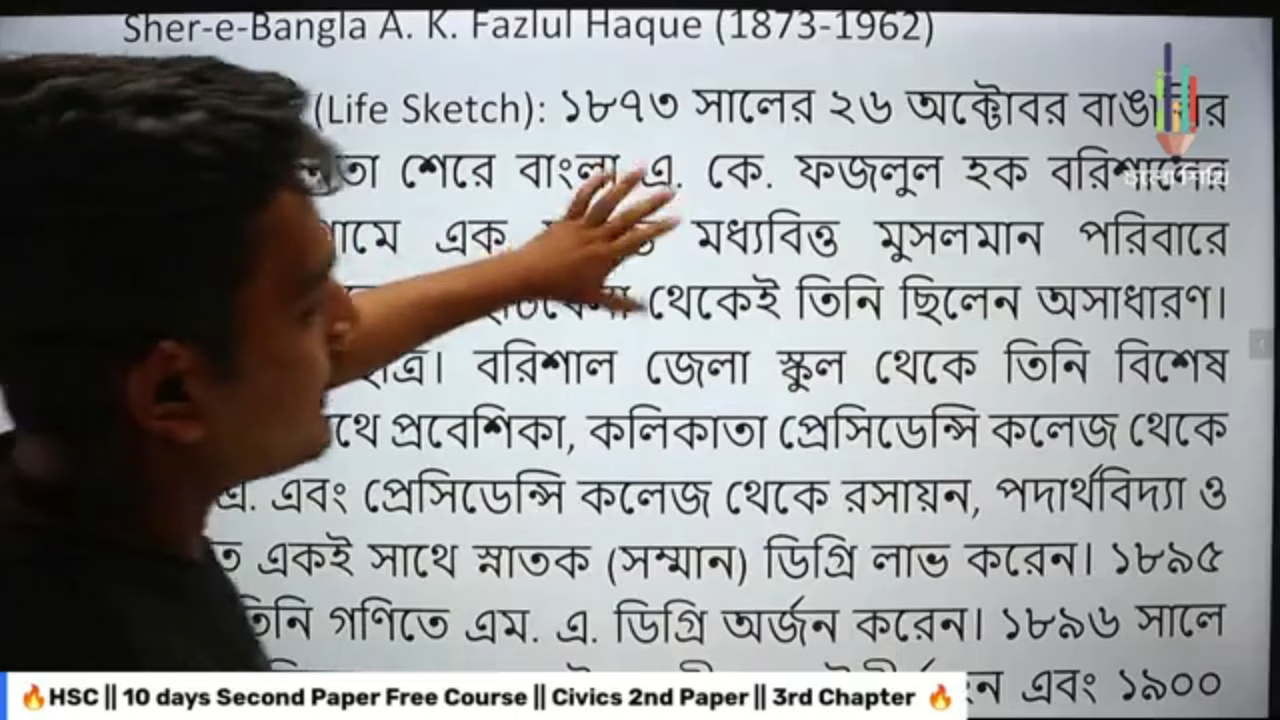 Sher-e-Bangla A. K. Fazlul Haque (1873-1962)
(Life Sketch): ১৮৭৩ সালের ২৬ অক্টোবর
শেরে বাংলা এ. কে. ফজলুল হক বরিশালের
এক মধ্যবিত্ত মুসলমান পরিবারে
থেকেই তিনি ছিলেন অসাধারণ।
বরিশাল জেলা স্কুল থেকে তিনি বিশেষ
প্রবেশিকা, কলিকাতা প্রেসিডেন্সি কলেজ থেকে
এবং প্রেসিডেন্সি কলেজ থেকে রসায়ন, পদার্থবিদ্যা ও
একই সাথে স্নাতক (সম্মান) ডিগ্রি লাভ করেন। ১৮৯৫
তিনি গণিতে এম. এ. ডিগ্রি অর্জন করেন। ১৮৯৬ সালে
এবং ১৯০০
🔥HSC || 10 days Second Paper Free Course || Civics 2nd Paper || 3rd Chapter 🔥